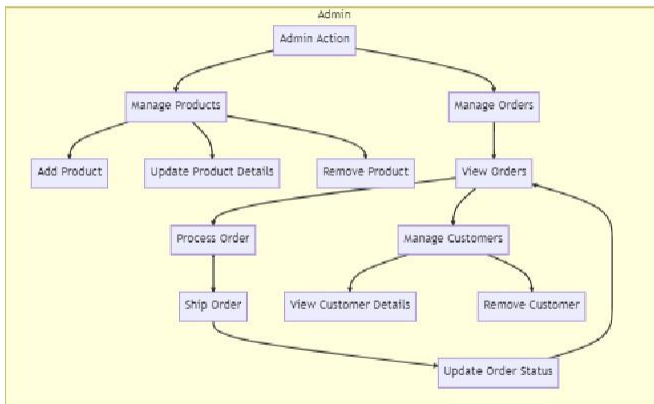 Admin
Admin Action
Manage Products
Manage Orders
Add Product
Update Product Details
Remove Product
View Orders
Process Order
Manage Customers
Ship Order
View Customer Details
Remove Customer
Update Order Status